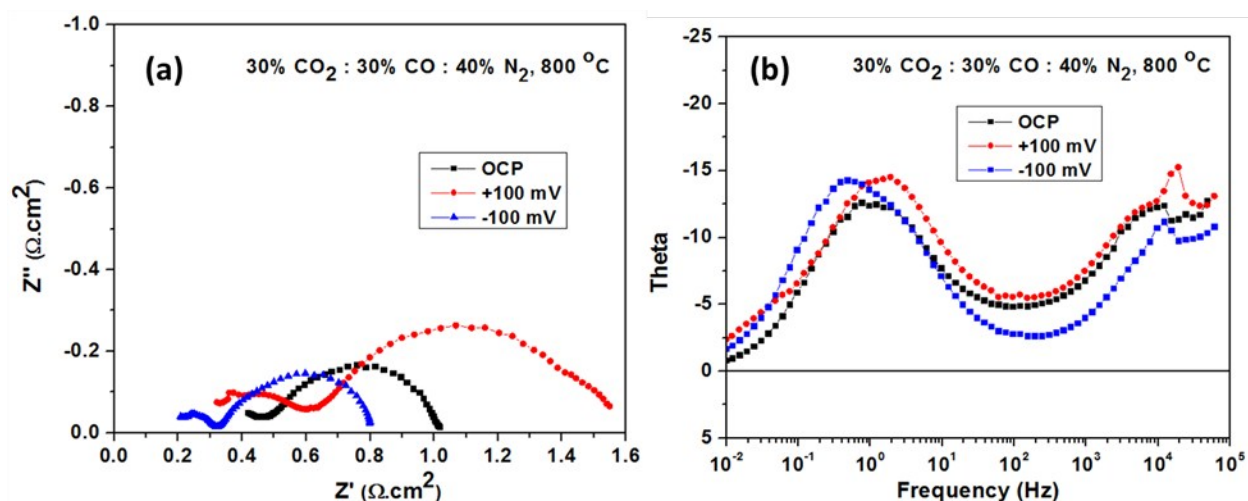 (a)
30% CO₂ : 30% CO : 40% N₂, 800 ᴼC
OCP
+100 mV
-100 mV
Z'' (Ω.cm²)
-1.0
-0.8
-0.6
-0.4
-0.2
0.0
0.0 0.2 0.4 0.6 0.8 1.0 1.2 1.4 1.6
Z' (Ω.cm²)
(b)
30% CO₂ : 30% CO : 40% N₂, 800 ᴼC
OCP
+100 mV
-100 mV
Theta
-25
-20
-15
-10
-5
0
5
10⁻² 10⁻¹ 10⁰ 10¹ 10² 10³ 10⁴ 10⁵
Frequency (Hz)